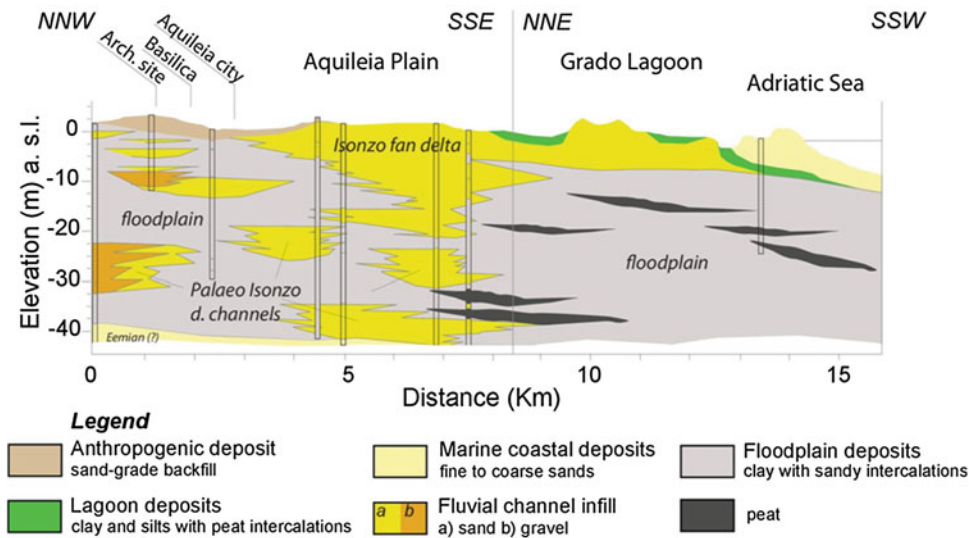 NNW
SSE
NNE
SSW
Arch. site
Basilica
Aquileia city
Aquileia Plain
Grado Lagoon
Adriatic Sea
Elevation (m) a. s.l.
0
-10
-20
-30
-40
Isonzo fan delta
floodplain
floodplain
Palaeo Isonzo
d. channels
Eemian (?)
0
5
10
15
Distance (Km)
Legend
Anthropogenic deposit
sand-grade backfill
Marine coastal deposits
fine to coarse sands
Floodplain deposits
clay with sandy intercalations
Lagoon deposits
clay and silts with peat intercalations
a b
Fluvial channel infill
a) sand b) gravel
peat